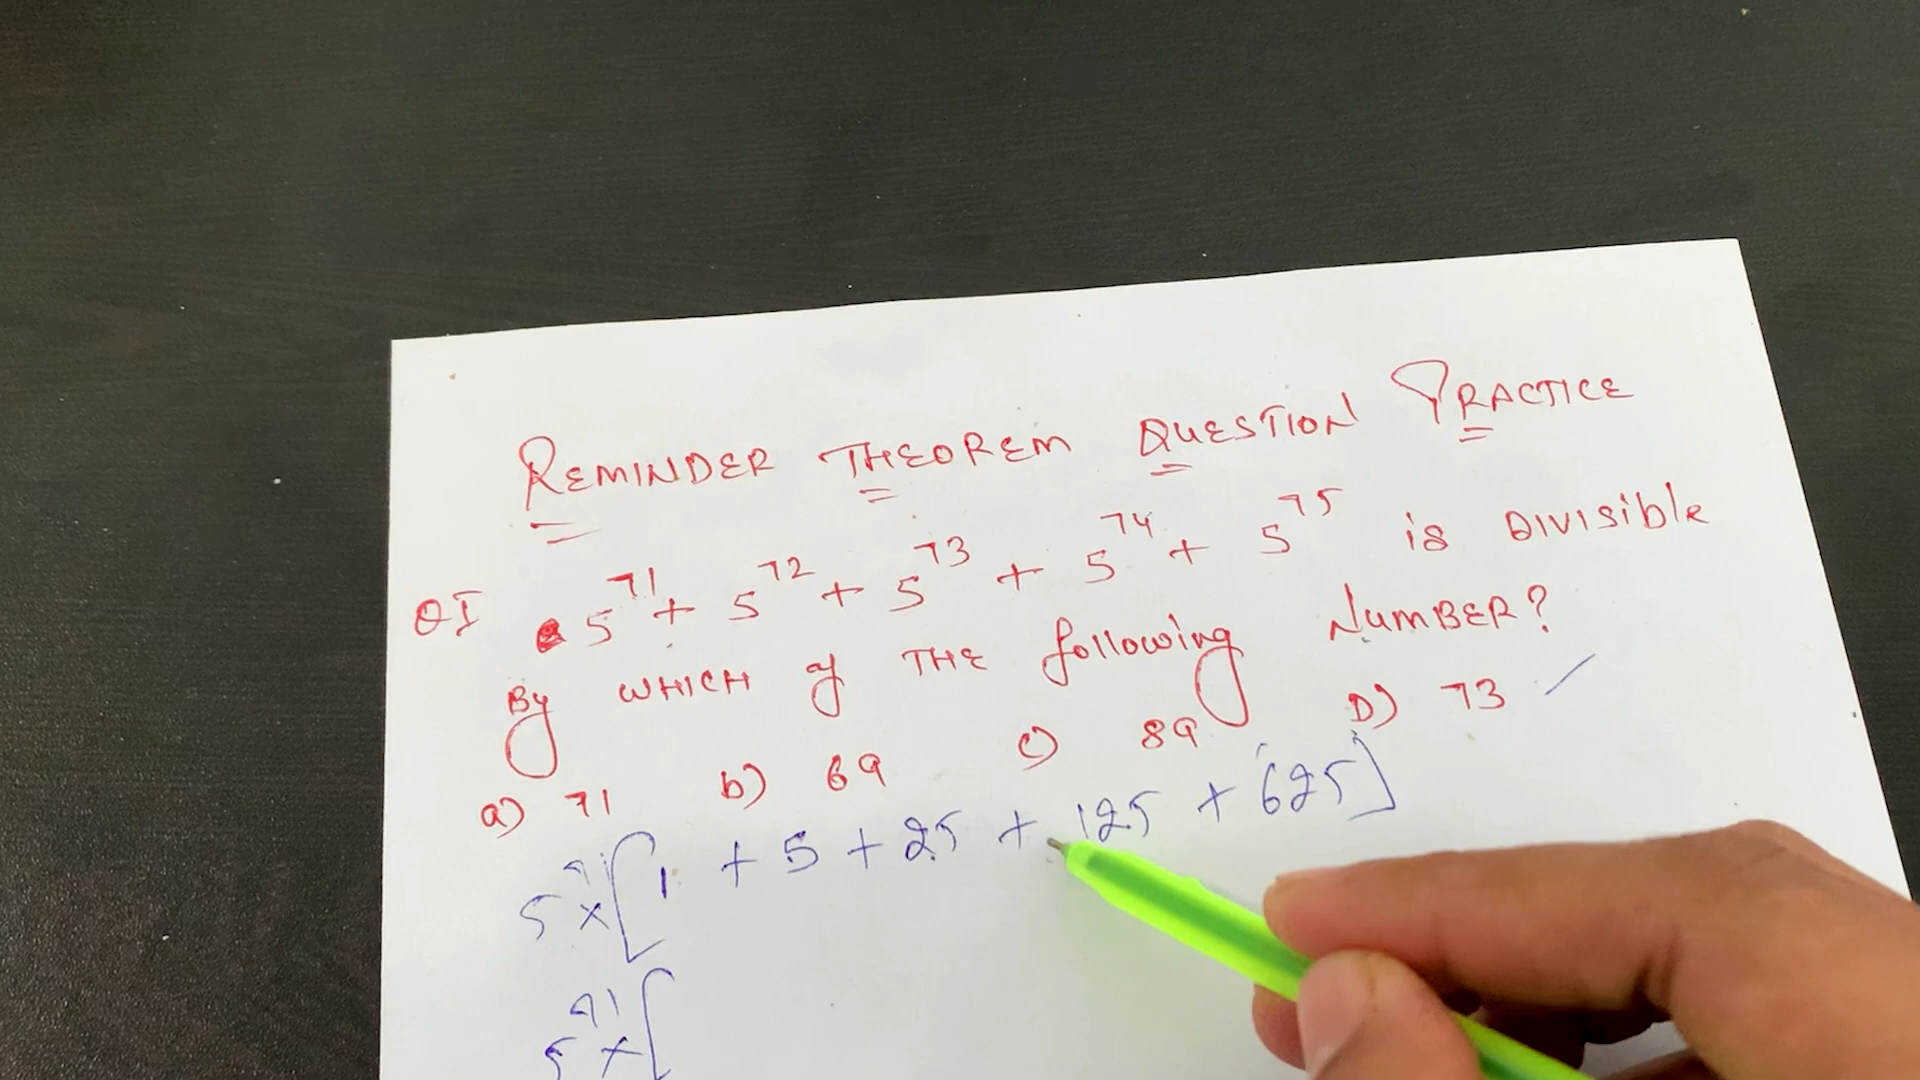 REMINDER THEOREM QUESTION PRACTICE
Q1 5^71 + 5^72 + 5^73 + 5^74 + 5^75 is DIVISible
By WHICH of THE following NUMBER?
a) 71 b) 69 c) 89 D) 73 ✓
5^71 × [1 + 5 + 25 + 125 + 625]
5^71 × [